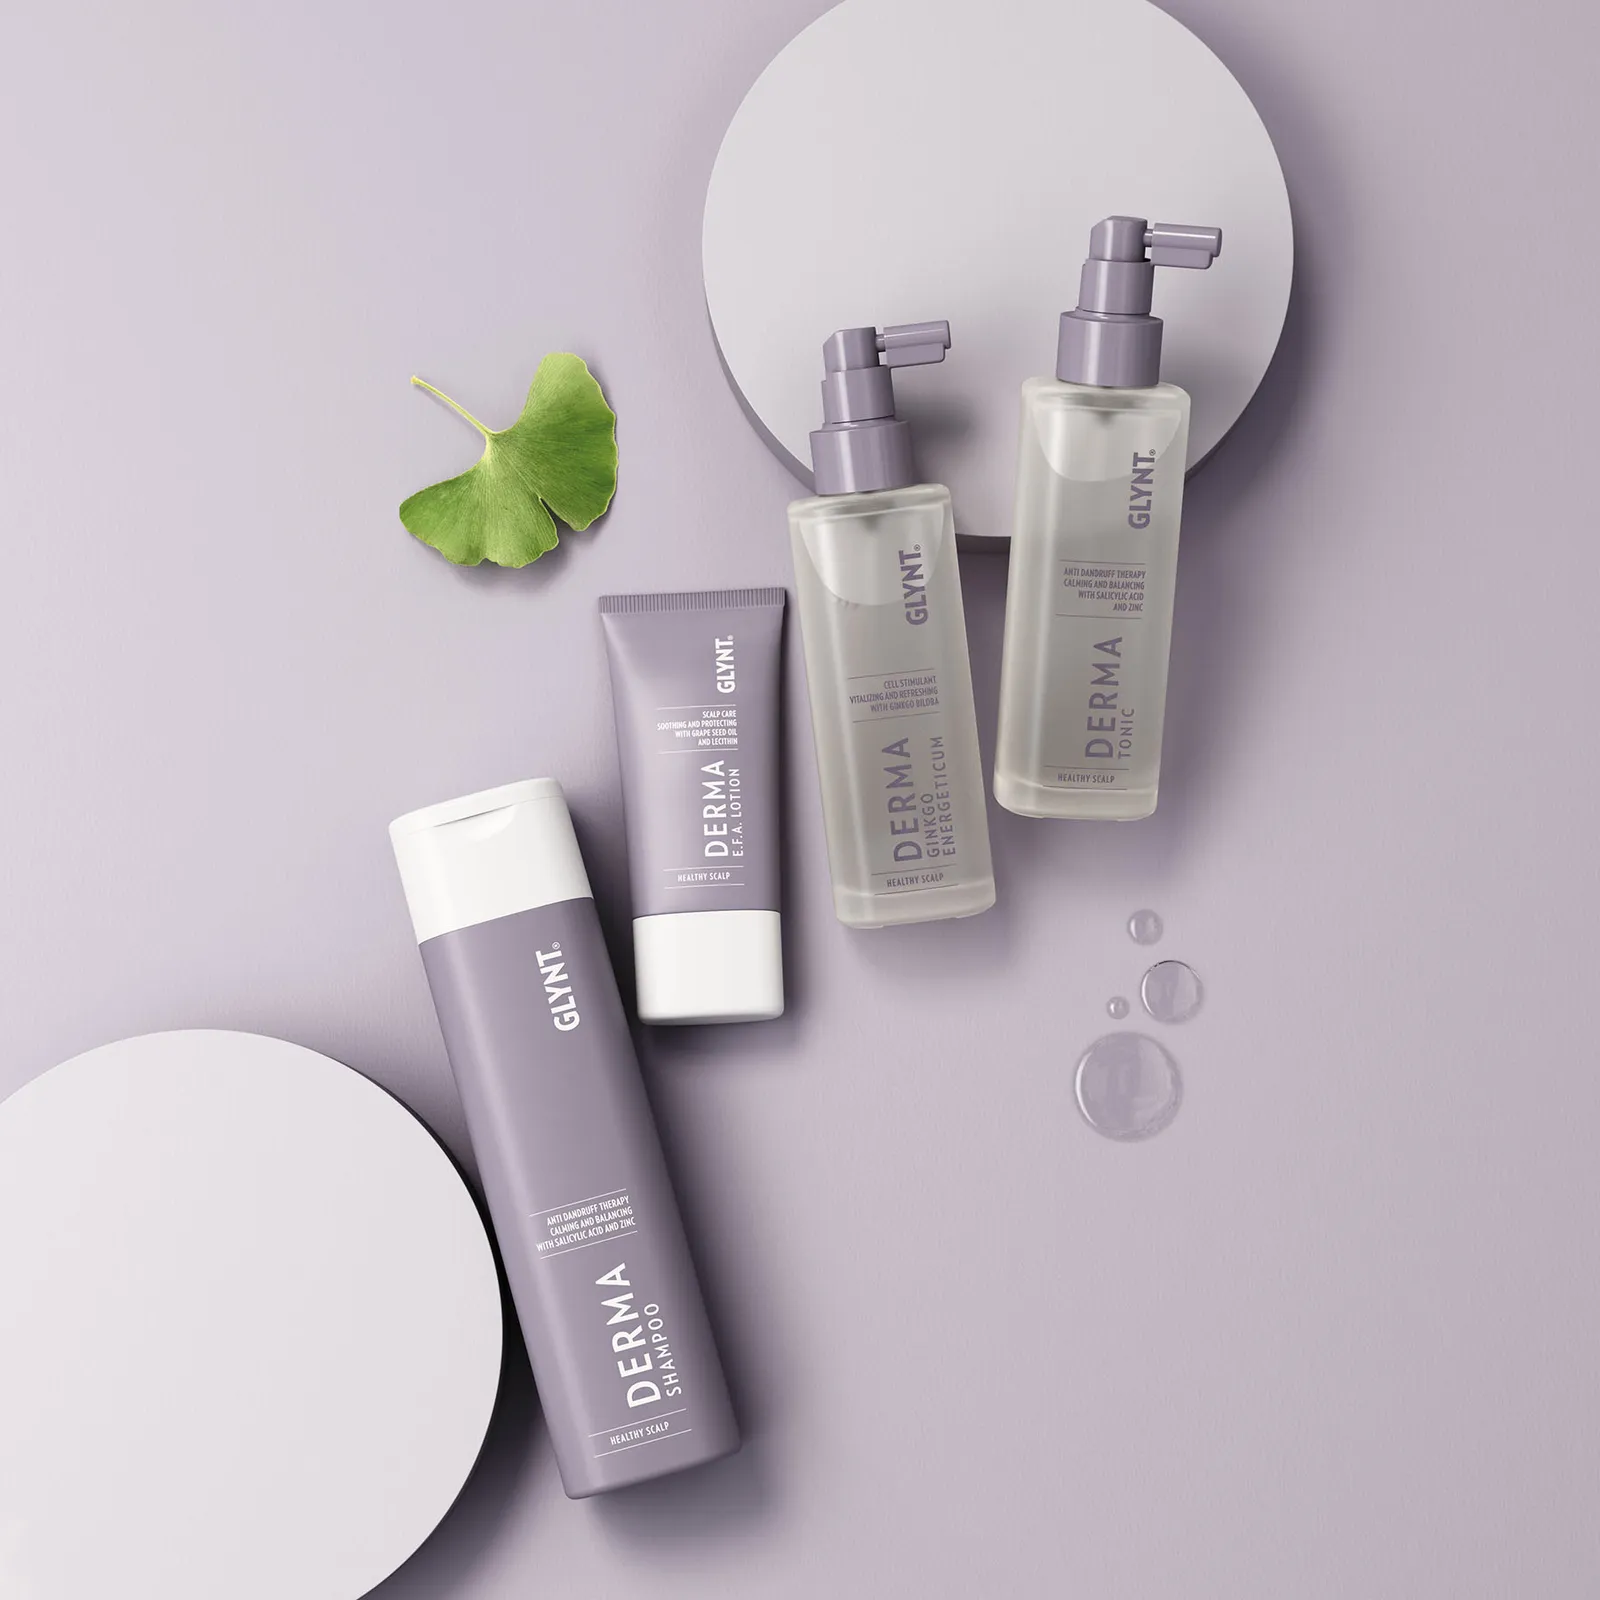 GLYNT®
ANTI DANDRUFF THERAPY
CALMING AND BALANCING
WITH SALICYLIC ACID AND ZINC
DERMA
SHAMPOO
HEALTHY SCALP
GLYNT®
SCALP CARE
SOOTHING AND PROTECTING
WITH GRAPE SEED OIL
AND LECITHIN
DERMA
E.F.A. LOTION
HEALTHY SCALP
GLYNT®
CELL STIMULANT
VITALIZING AND REFRESHING
WITH GINKGO BILOBA
DERMA
GINKGO
ENERGETICUM
HEALTHY SCALP
GLYNT®
ANTI DANDRUFF THERAPY
CALMING AND BALANCING
WITH SALICYLIC ACID
AND ZINC
DERMA
TONIC
HEALTHY SCALP